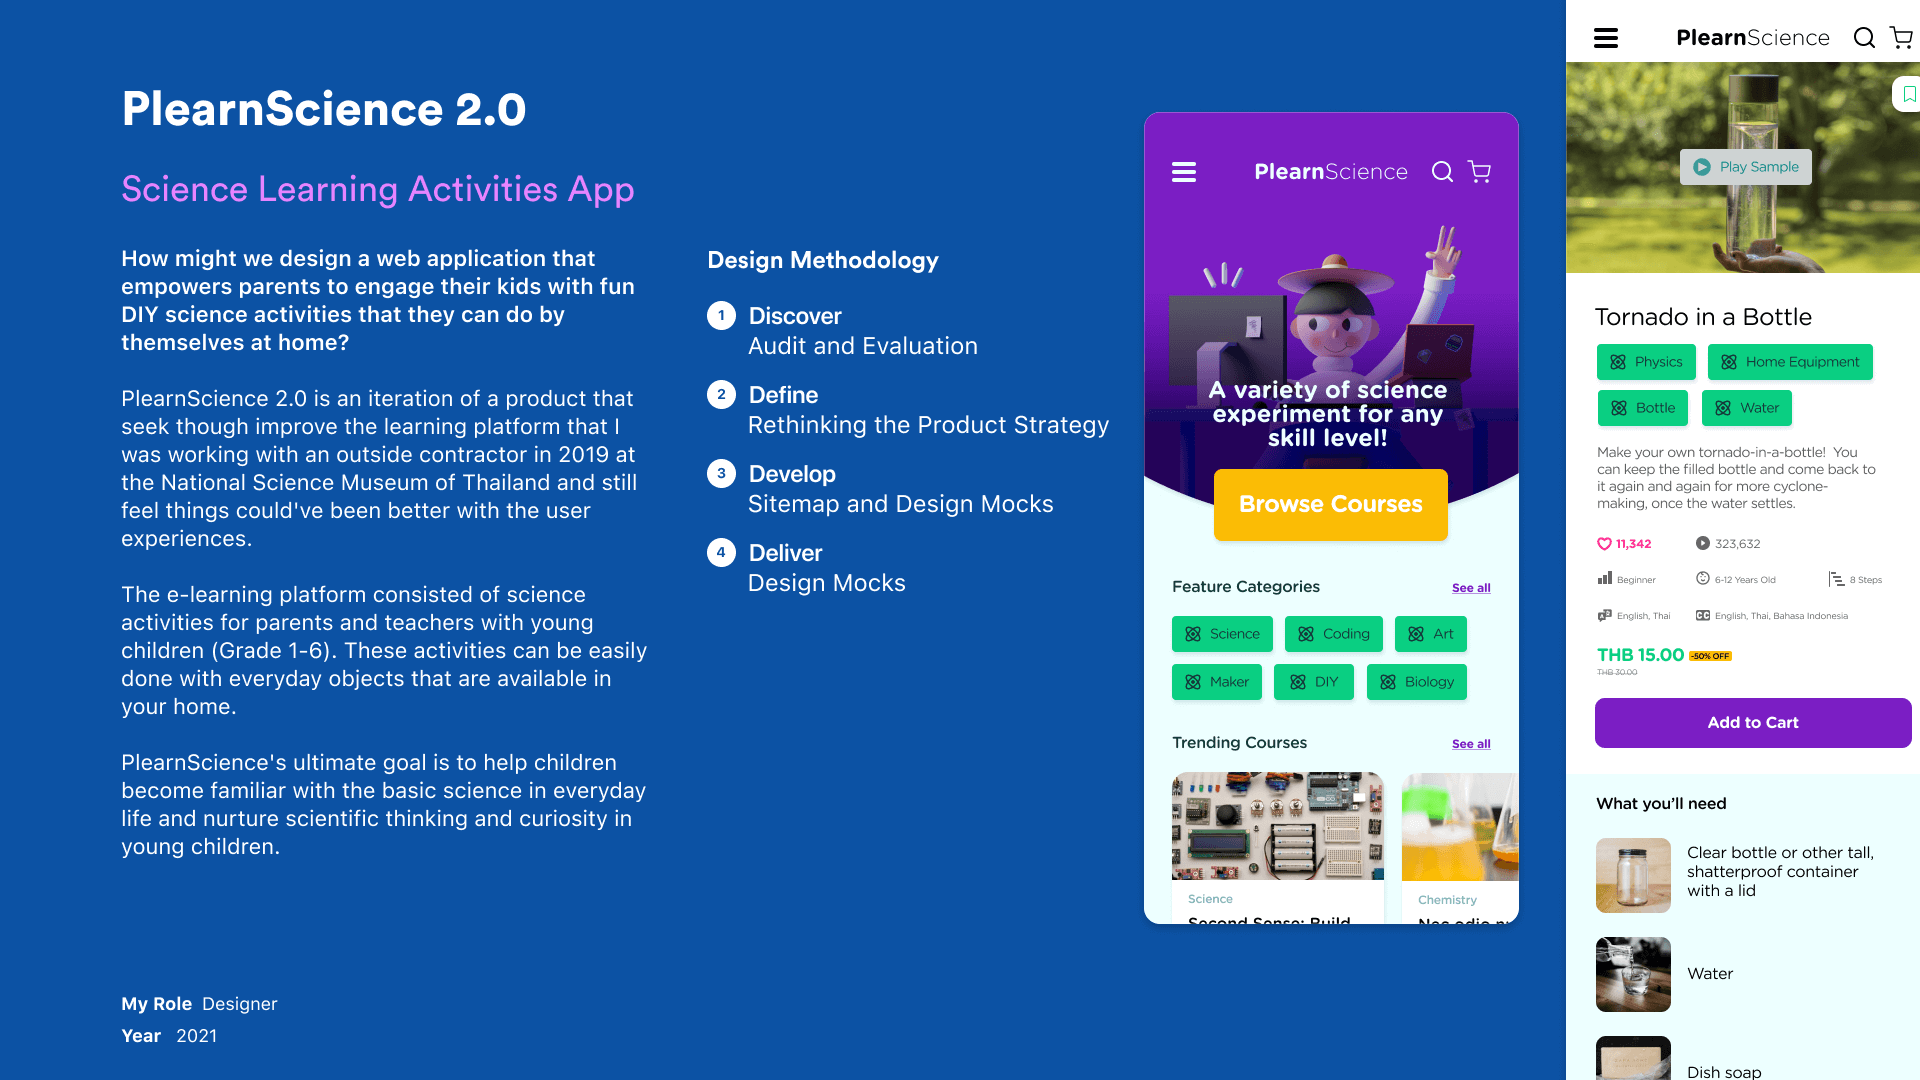 PlearnScience 2.0
Science Learning Activities App
How might we design a web application that
empowers parents to engage their kids with fun
DIY science activities that they can do by
themselves at home?
PlearnScience 2.0 is an iteration of a product that
seek though improve the learning platform that I
was working with an outside contractor in 2019 at
the National Science Museum of Thailand and still
feel things could've been better with the user
experiences.
The e-learning platform consisted of science
activities for parents and teachers with young
children (Grade 1-6). These activities can be easily
done with everyday objects that are available in
your home.
PlearnScience's ultimate goal is to help children
become familiar with the basic science in everyday
life and nurture scientific thinking and curiosity in
young children.
My Role Designer
Year 2021
Design Methodology
1 Discover
Audit and Evaluation
2 Define
Rethinking the Product Strategy
3 Develop
Sitemap and Design Mocks
4 Deliver
Design Mocks
PlearnScience
A variety of science
experiment for any
skill level!
Browse Courses
Feature Categories See all
Science Coding Art
Maker DIY Biology
Trending Courses See all
Science
Second Sense: Build
Chemistry
Nec odio
PlearnScience
Play Sample
Tornado in a Bottle
Physics Home Equipment
Bottle Water
Make your own tornado-in-a-bottle! You
can keep the filled bottle and come back to
it again and again for more cyclone-
making, once the water settles.
11,342 323,632
Beginner 6-12 Years Old 8 Steps
English, Thai CC English, Thai, Bahasa Indonesia
THB 15.00 -50% OFF
THB 30.00
Add to Cart
What you'll need
Clear bottle or other tall,
shatterproof container
with a lid
Water
Dish soap